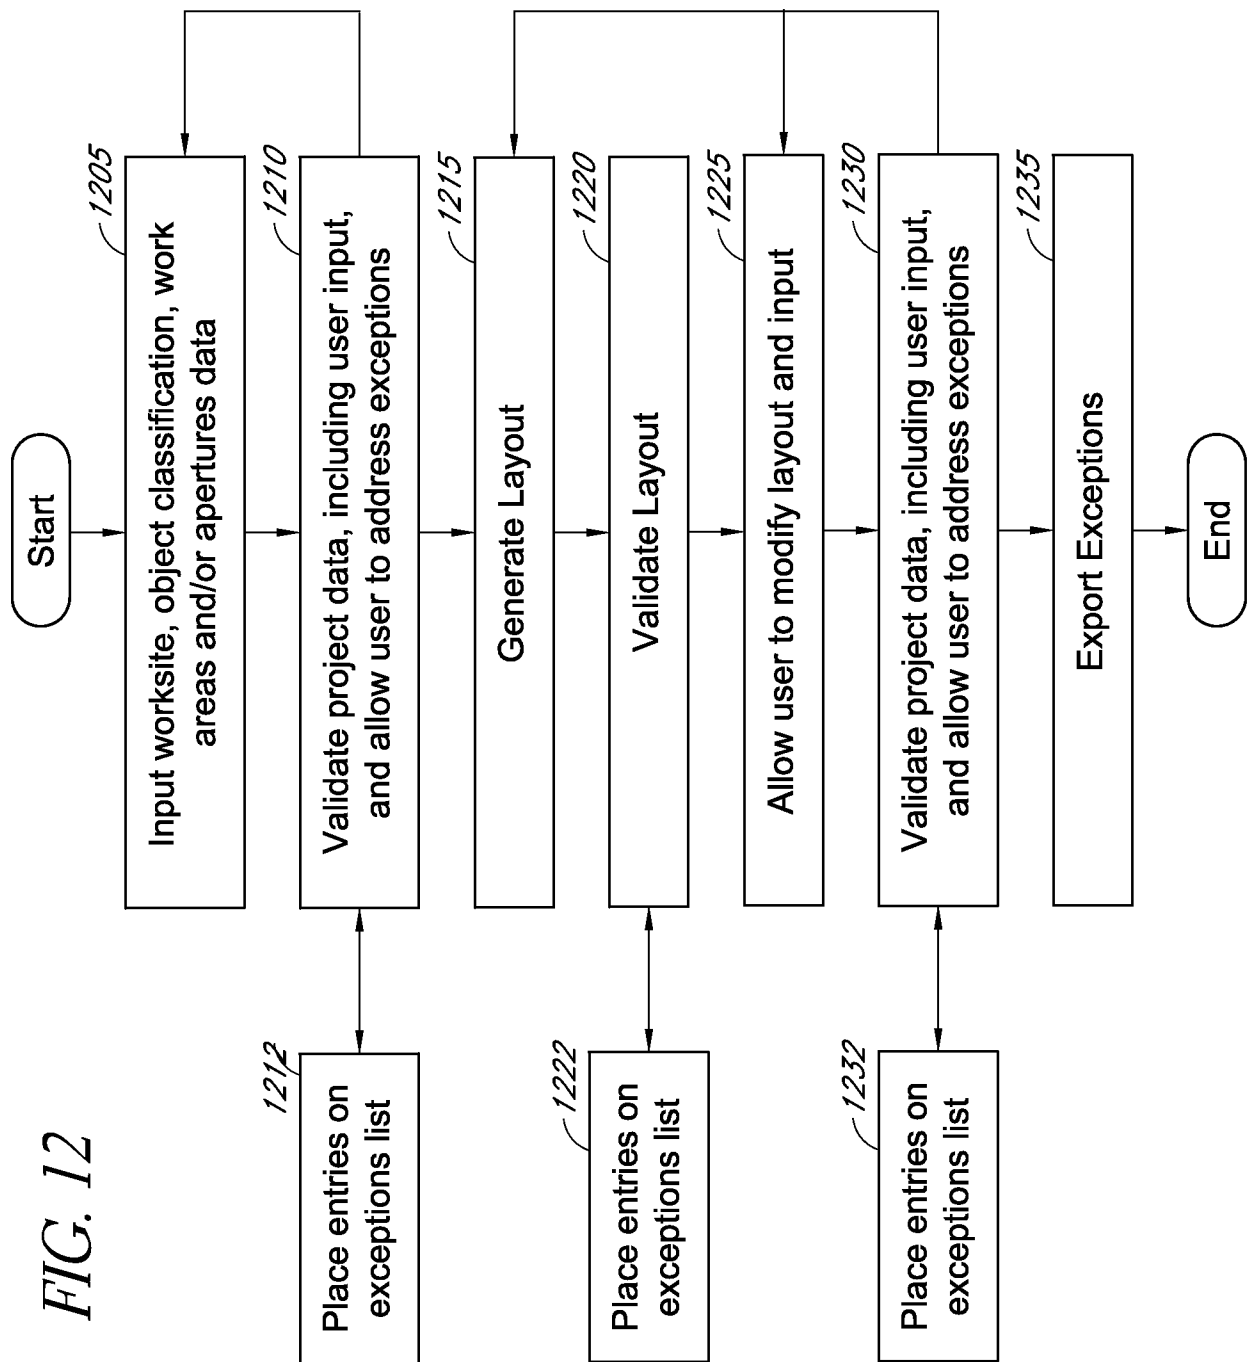 FIG. 12
Start
1205
Input worksite, object classification, work
areas and/or apertures data
1210
Validate project data, including user input,
and allow user to address exceptions
1212
Place entries on
exceptions list
1215
Generate Layout
1220
Validate Layout
1222
Place entries on
exceptions list
1225
Allow user to modify layout and input
1230
Validate project data, including user input,
and allow user to address exceptions
1232
Place entries on
exceptions list
1235
Export Exceptions
End